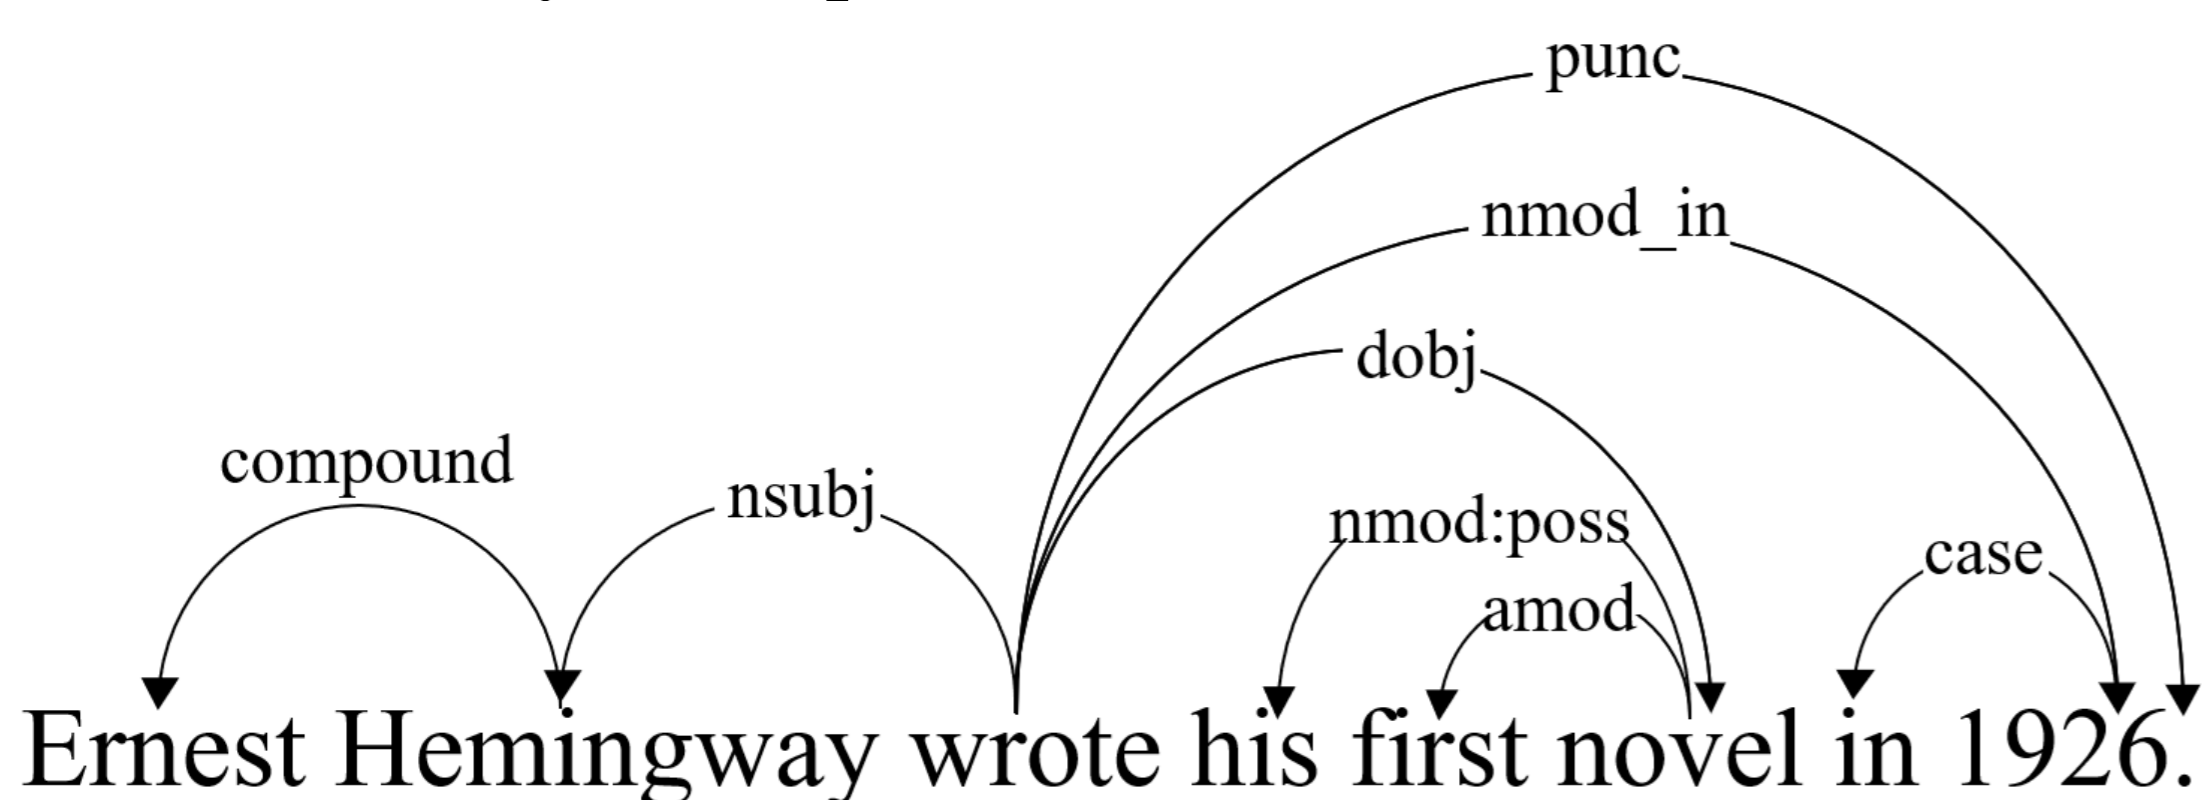 punc
nmod_in
dobj
compound
nsubj
nmod:poss
case
amod
Ernest Hemingway wrote his first novel in 1926.